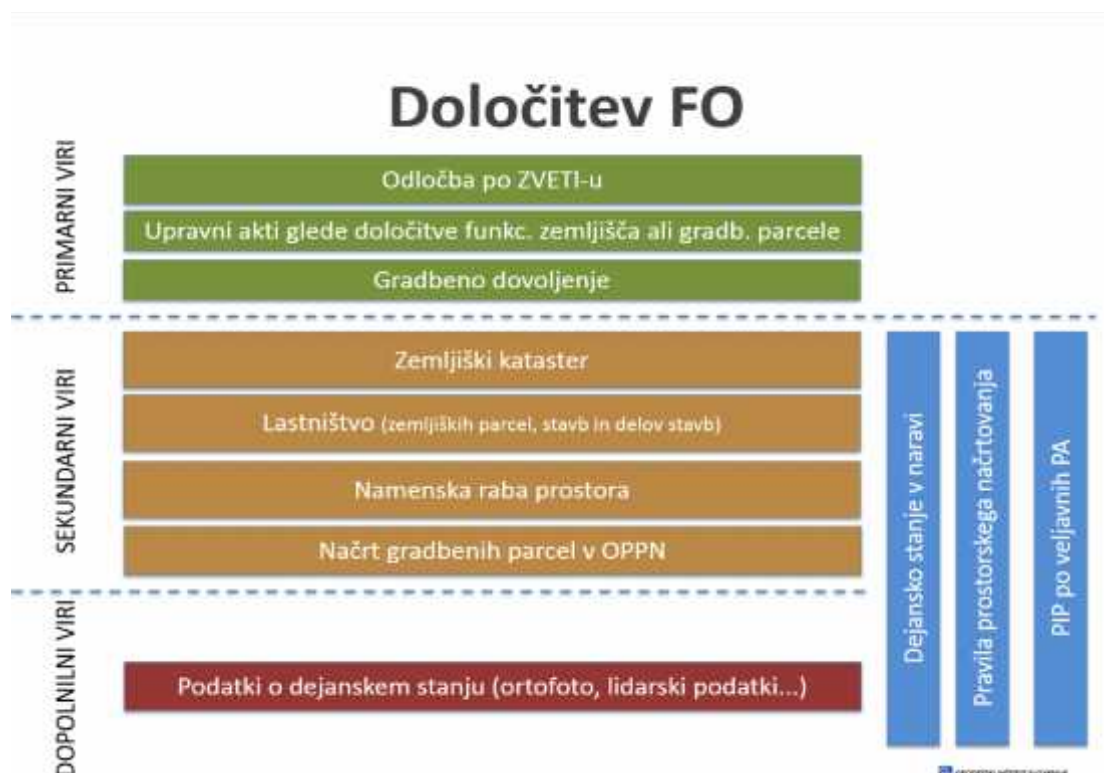 Določitev FO
PRIMARNI VIRI
Odločba po ZVETI-u
Upravni akti glede določitve funkc. zemljišča ali gradb. parcele
Gradbeno dovoljenje
SEKUNDARNI VIRI
Zemljiški kataster
Lastništvo (zemljiških parcel, stavb in delov stavb)
Namenska raba prostora
Načrt gradbenih parcel v OPPN
DOPOLNILNI VIRI
Podatki o dejanskem stanju (ortofoto, lidarski podatki...)
Dejansko stanje v naravi
Pravila prostorskega načrtovanja
PIP po veljavnih PA